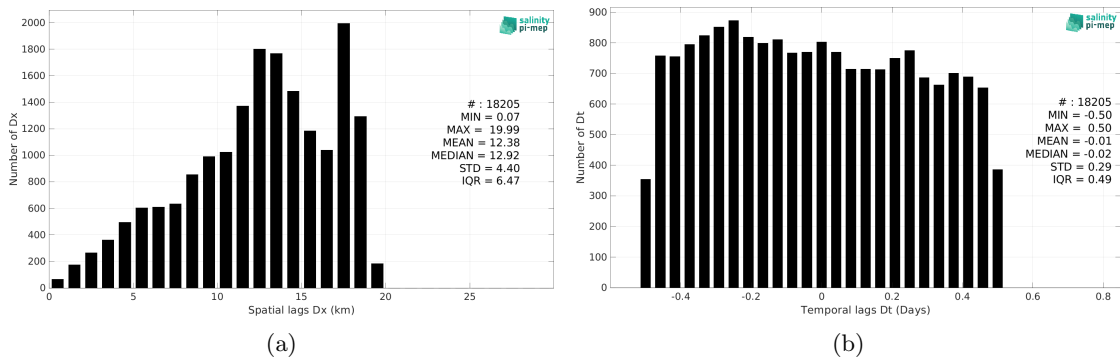 2000
1800
1600
1400
1200
1000
800
600
400
200
0
Number of Dx
salinity
pi-mep
# : 18205
MIN = 0.07
MAX = 19.99
MEAN = 12.38
MEDIAN = 12.92
STD = 4.40
IQR = 6.47
0 5 10 15 20 25
Spatial lags Dx (km)
(a)
900
800
700
600
500
400
300
200
100
0
Number of Dt
salinity
pi-mep
# : 18205
MIN = -0.50
MAX = 0.50
MEAN = -0.01
MEDIAN = -0.02
STD = 0.29
IQR = 0.49
-0.4 -0.2 0 0.2 0.4 0.6 0.8
Temporal lags Dt (Days)
(b)